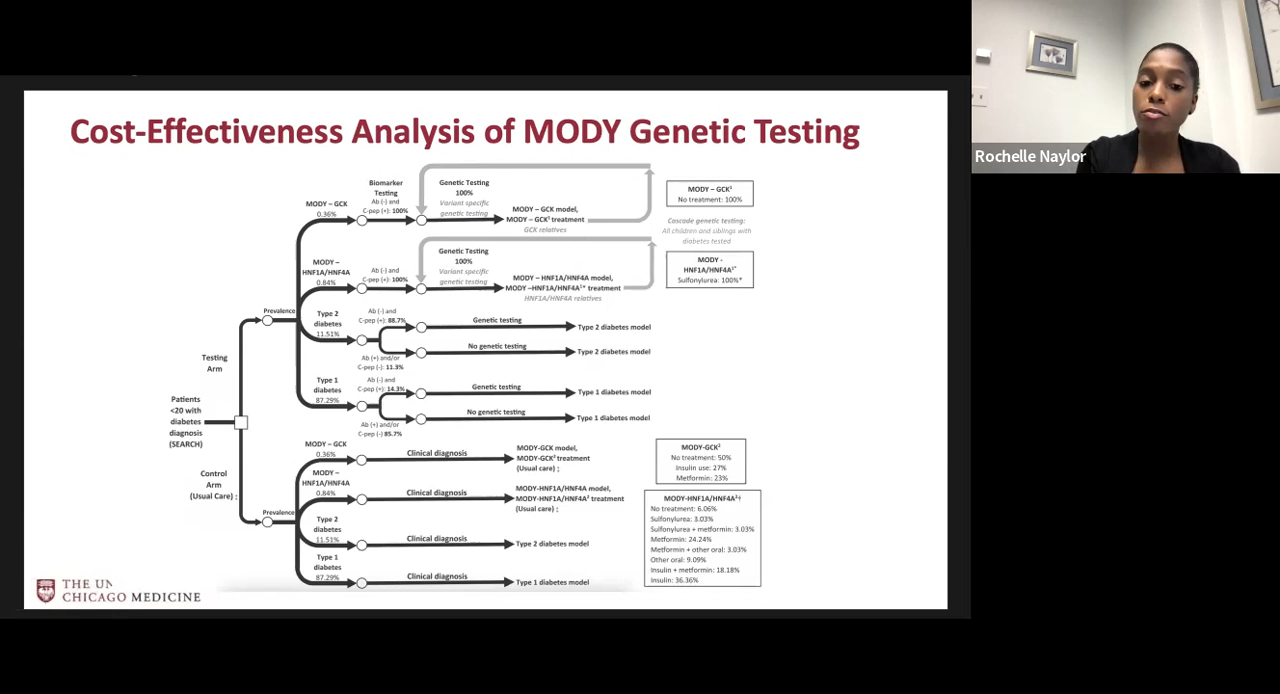 Cost-Effectiveness Analysis of MODY Genetic Testing
Rochelle Naylor
Patients
<20 with
diabetes
diagnosis
(SEARCH)
Testing
Arm
Prevalence
MODY – GCK
0.36%
Biomarker
Testing
Ab (-) and
C-pep (+): 100%
Genetic Testing
100%
Variant specific
genetic testing
MODY – GCK model,
MODY – GCK¹ treatment
GCK relatives
MODY – GCK¹
No treatment: 100%
Cascade genetic testing:
All children and siblings with
diabetes tested
MODY –
HNF1A/HNF4A
0.84%
Ab (-) and
C-pep (+): 100%
Genetic Testing
100%
Variant specific
genetic testing
MODY – HNF1A/HNF4A model,
MODY –HNF1A/HNF4A¹* treatment
HNF1A/HNF4A relatives
MODY -
HNF1A/HNF4A¹*
Sulfonylurea: 100%*
Type 2
diabetes
11.51%
Ab (-) and
C-pep (+): 88.7%
Genetic testing
Type 2 diabetes model
No genetic testing
Type 2 diabetes model
Ab (+) and/or
C-pep (-): 11.3%
Type 1
diabetes
87.29%
Ab (-) and
C-pep (+): 14.3%
Genetic testing
Type 1 diabetes model
No genetic testing
Type 1 diabetes model
Ab (+) and/or
C-pep (-) 85.7%
Control
Arm
(Usual Care) :
Prevalence
MODY – GCK
0.36%
Clinical diagnosis
MODY-GCK model,
MODY-GCK² treatment
(Usual care) :
MODY-GCK²
No treatment: 50%
Insulin use: 27%
Metformin: 23%
MODY –
HNF1A/HNF4A
0.84%
Clinical diagnosis
MODY-HNF1A/HNF4A model,
MODY-HNF1A/HNF4A² treatment
(Usual care) :
MODY-HNF1A/HNF4A²†
No treatment: 6.06%
Sulfonylurea: 3.03%
Sulfonylurea + metformin: 3.03%
Metformin: 24.24%
Metformin + other oral: 3.03%
Other oral: 9.09%
Insulin + metformin: 18.18%
Insulin: 36.36%
Type 2
diabetes
11.51%
Clinical diagnosis
Type 2 diabetes model
Type 1
diabetes
87.29%
Clinical diagnosis
Type 1 diabetes model
THE UN
CHICAGO MEDICINE